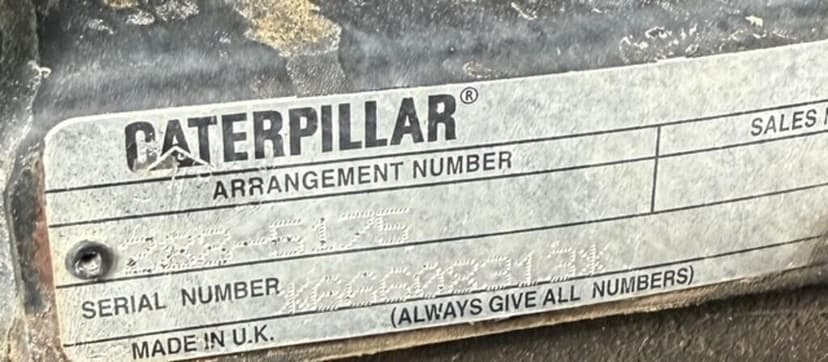 CATERPILLAR®
ARRANGEMENT NUMBER
SALES
SERIAL NUMBER
(ALWAYS GIVE ALL NUMBERS)
MADE IN U.K.